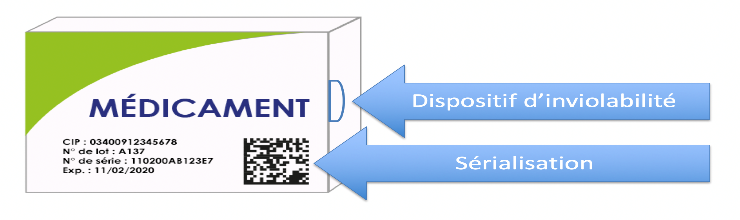 MÉDICAMENT
CIP : 03400912345678
N° de lot : A137
N° de série : 110200AB123E7
Exp. : 11/02/2020
Dispositif d’inviolabilité
Sérialisation